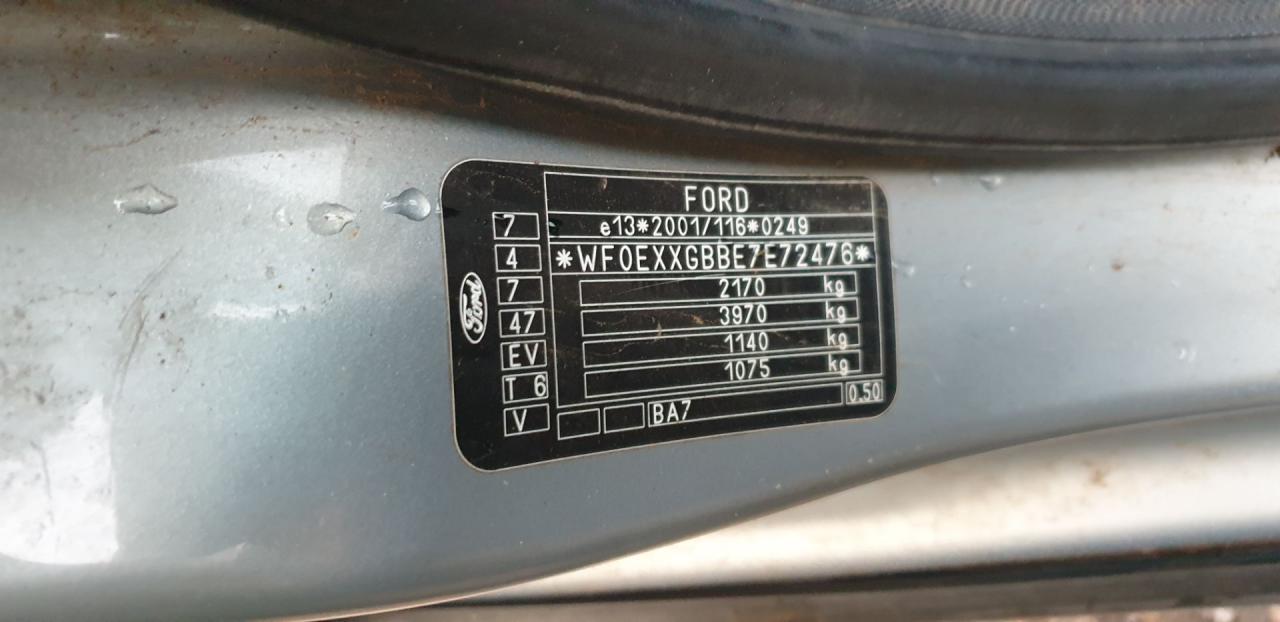 FORD
e13*2001/116*0249
*WF0EXXGBBE7E72476*
2170 kg
3970 kg
1140 kg
1075 kg
BA7 0.50
Ford
7
4
7
47
EV
T 6
V